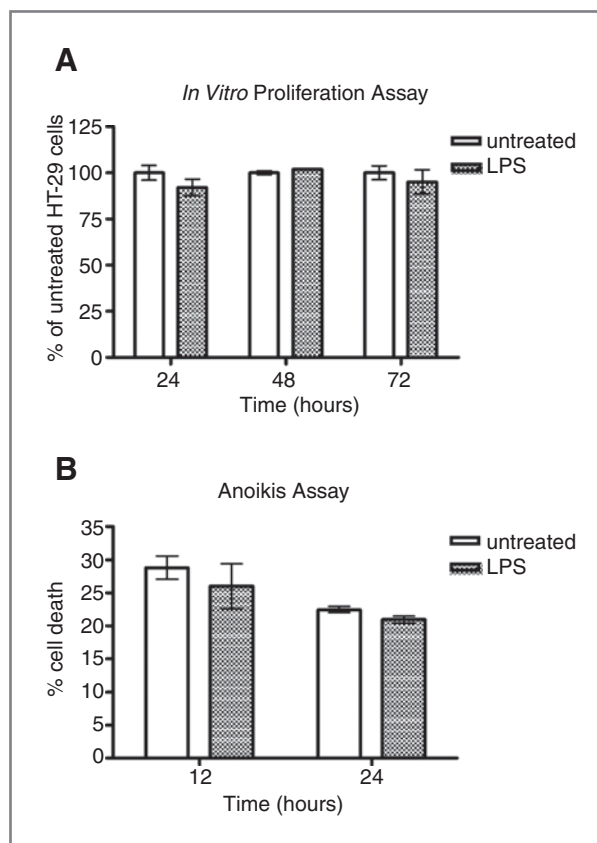 A
In Vitro Proliferation Assay
% of untreated HT-29 cells
125
100
75
50
25
0
untreated
LPS
24 48 72
Time (hours)
B
Anoikis Assay
% cell death
35
30
25
20
15
10
5
0
untreated
LPS
12 24
Time (hours)